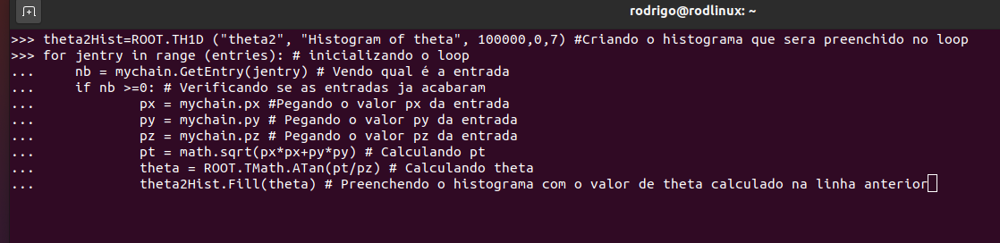 rodrigo@rodlinux: ~
>>> theta2Hist=ROOT.TH1D ("theta2", "Histogram of theta", 100000,0,7) #Criando o histograma que sera preenchido no loop
>>> for jentry in range (entries): # inicializando o loop
...     nb = mychain.GetEntry(jentry) # Vendo qual é a entrada
...     if nb >=0: # Verificando se as entradas ja acabaram
...             px = mychain.px #Pegando o valor px da entrada
...             py = mychain.py # Pegando o valor py da entrada
...             pz = mychain.pz # Pegando o valor pz da entrada
...             pt = math.sqrt(px*px+py*py) # Calculando pt
...             theta = ROOT.TMath.ATan(pt/pz) # Calculando theta
...             theta2Hist.Fill(theta) # Preenchendo o histograma com o valor de theta calculado na linha anterior